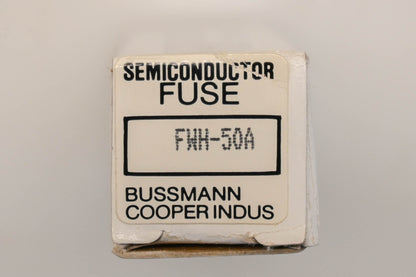 SEMICONDUCTOR
FUSE
FWH-50A
BUSSMANN
COOPER INDUS